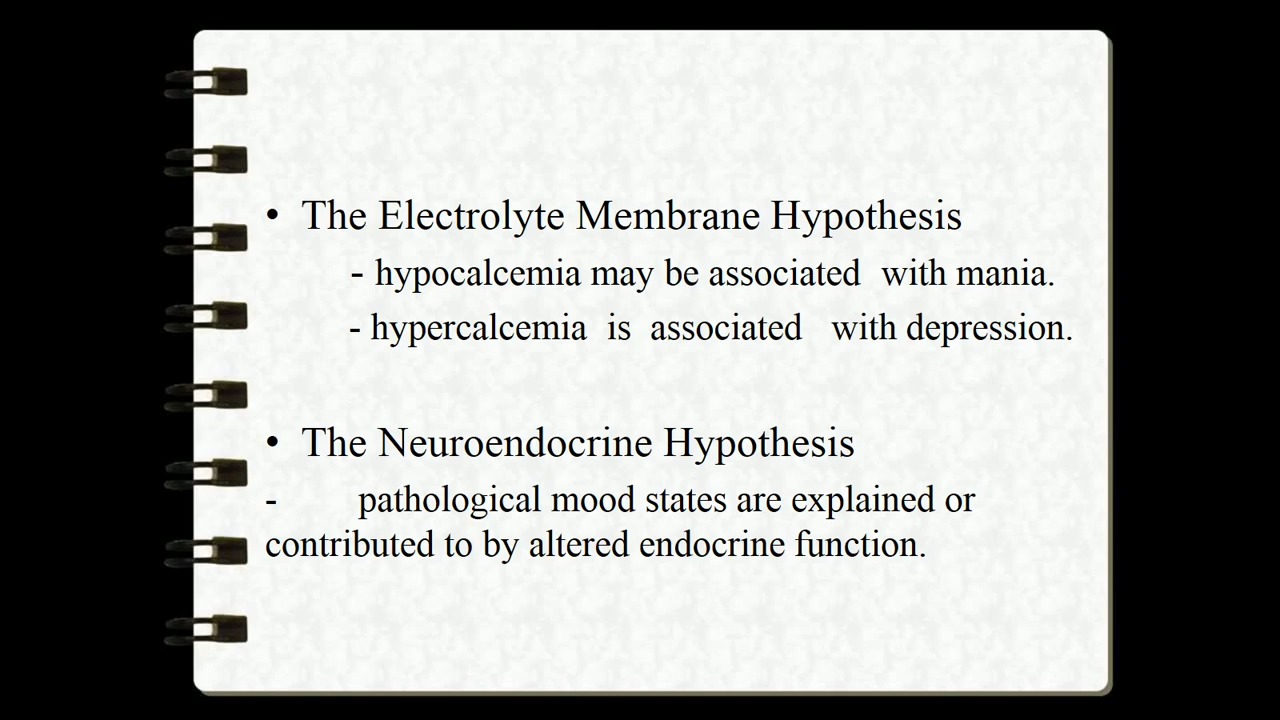 • The Electrolyte Membrane Hypothesis
- hypocalcemia may be associated with mania.
- hypercalcemia is associated with depression.
• The Neuroendocrine Hypothesis
- pathological mood states are explained or
contributed to by altered endocrine function.